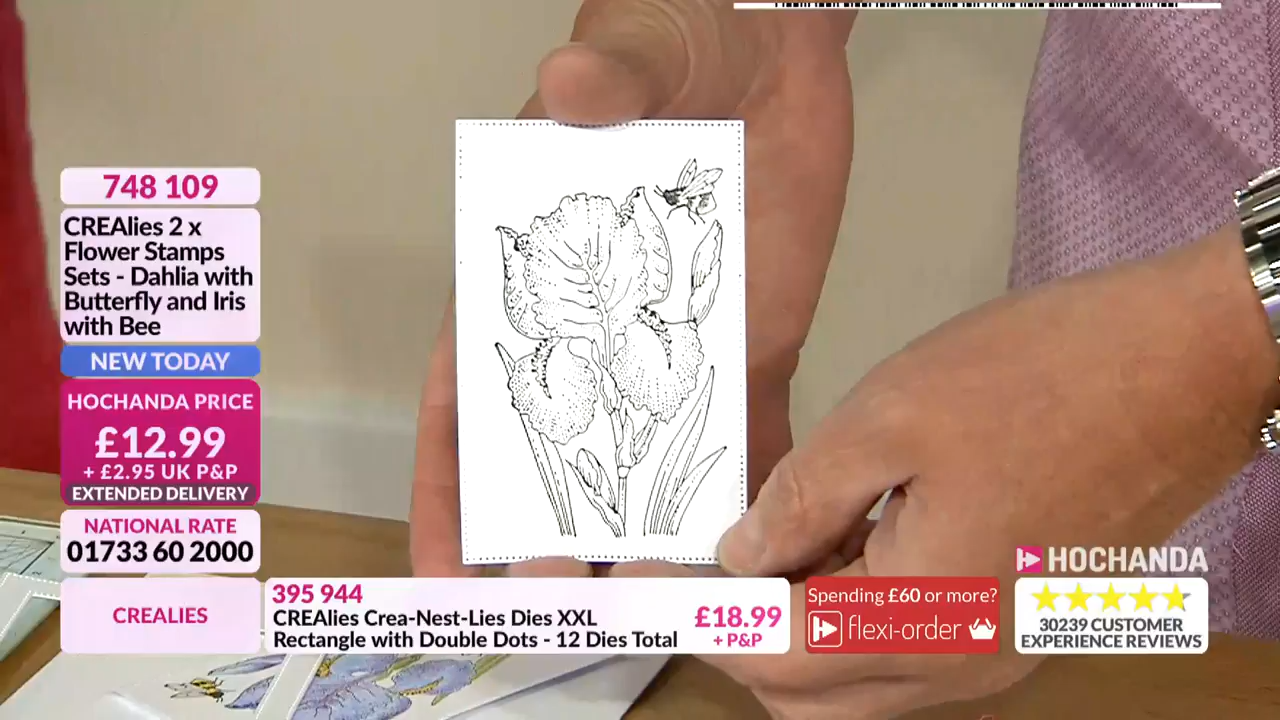 748 109
CREAlies 2 x
Flower Stamps
Sets - Dahlia with
Butterfly and Iris
with Bee
NEW TODAY
HOCHANDA PRICE
£12.99
+ £2.95 UK P&P
EXTENDED DELIVERY
NATIONAL RATE
01733 60 2000
CREALIES
395 944
CREAlies Crea-Nest-Lies Dies XXL
Rectangle with Double Dots - 12 Dies Total
£18.99
+ P&P
Spending £60 or more?
flexi-order
HOCHANDA
30239 CUSTOMER
EXPERIENCE REVIEWS